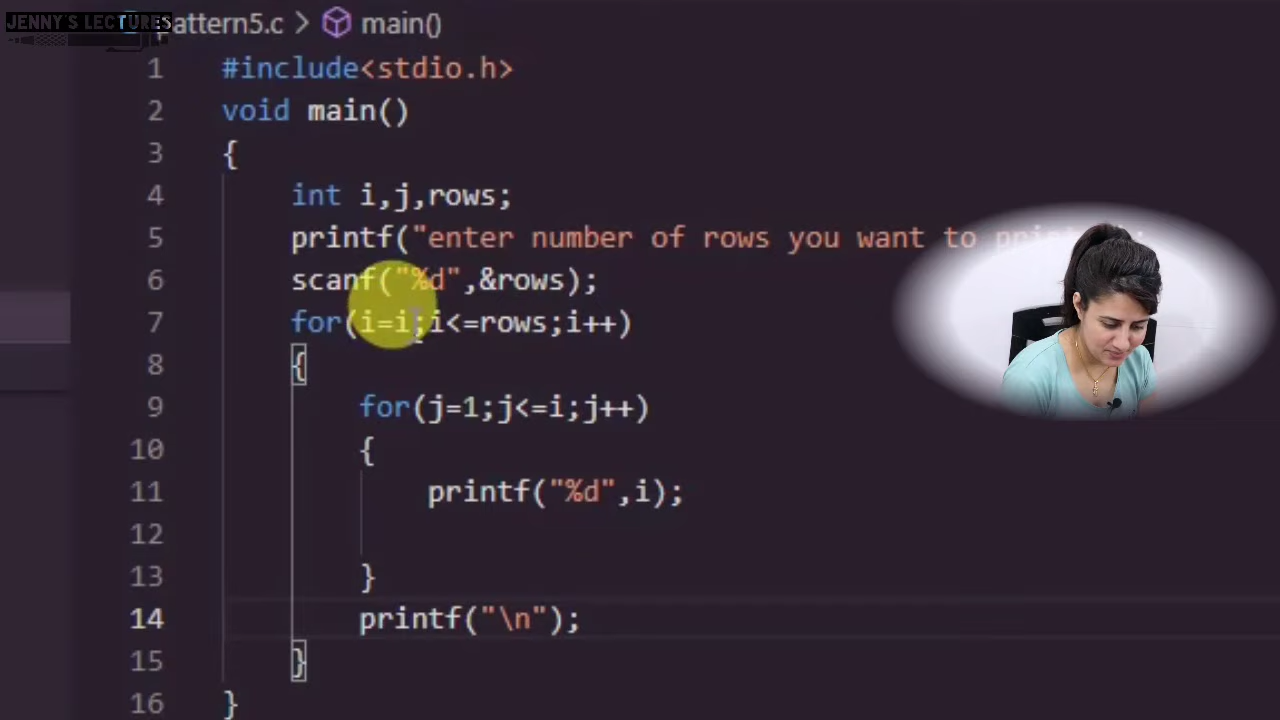 JENNY'S LECTURES
pattern5.c > main()
1 #include<stdio.h>
2 void main()
3 {
4 int i,j,rows;
5 printf("enter number of rows you want to
6 scanf("%d",&rows);
7 for(i=i;i<=rows;i++)
8 {
9 for(j=1;j<=i;j++)
10 {
11 printf("%d",i);
12
13 }
14 printf("\n");
15 }
16 }